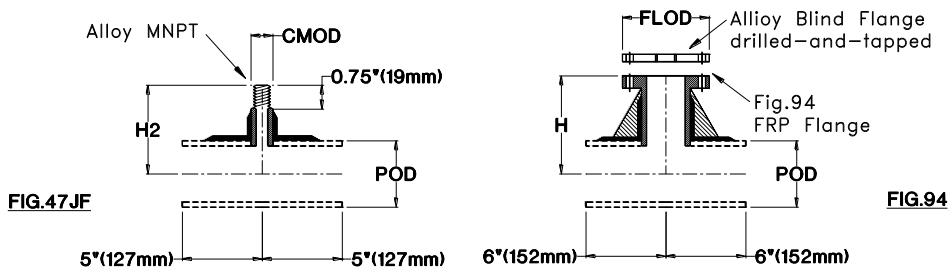 Alloy MNPT
CMOD
0.75"(19mm)
H2
POD
FIG.47JF
5"(127mm)
5"(127mm)
FLOD
Allioy Blind Flange
drilled-and-tapped
H
Fig.94
FRP Flange
POD
FIG.94
6"(152mm)
6"(152mm)